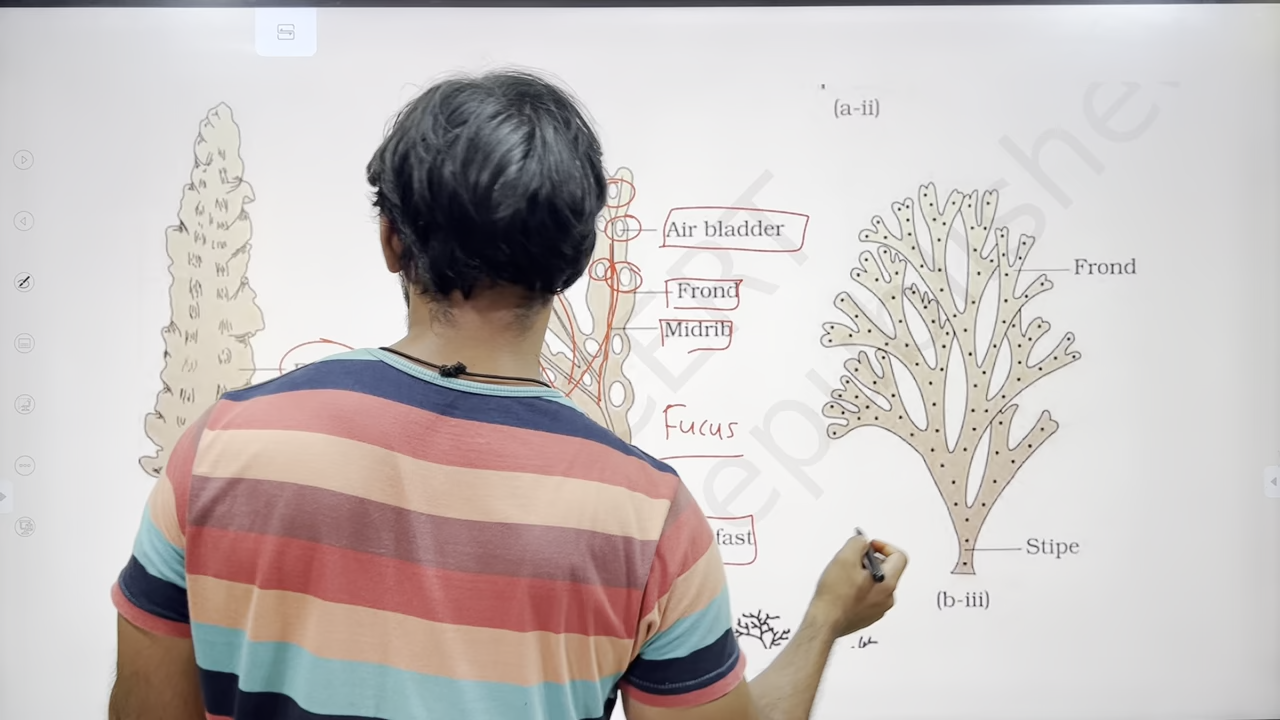 (a-ii)
Air bladder
Frond
Frond
Midrib
Fucus
fast
Stipe
(b-iii)